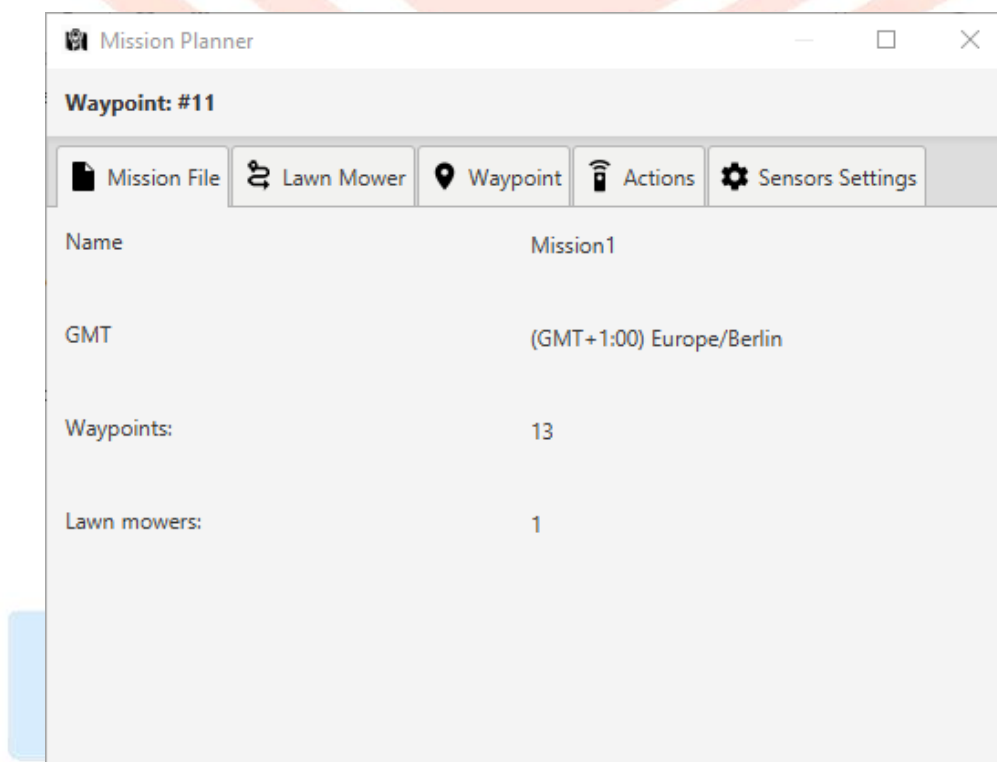 Mission Planner
Waypoint: #11
Mission File Lawn Mower Waypoint Actions Sensors Settings
Name Mission1
GMT (GMT+1:00) Europe/Berlin
Waypoints: 13
Lawn mowers: 1